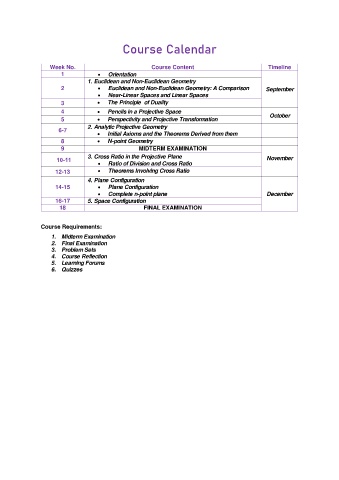 Course Calendar
Week No. Course Content Timeline
1 • Orientation
1. Euclidean and Non-Euclidean Geometry
2 • Euclidean and Non-Euclidean Geometry: A Comparison September
• Near-Linear Spaces and Linear Spaces
3 • The Principle of Duality
4 • Pencils in a Projective Space
October
5 • Perspectivity and Projective Transformation
2. Analytic Projective Geometry
6-7 • Initial Axioms and the Theorems Derived from them
8 • N-point Geometry
9 MIDTERM EXAMINATION
3. Cross Ratio in the Projective Plane
10-11 • Ratio of Division and Cross Ratio November
12-13 • Theorems Involving Cross Ratio
4. Plane Configuration
14-15 • Plane Configuration
• Complete n-point plane December
16-17 5. Space Configuration
18 FINAL EXAMINATION
Course Requirements:
1. Midterm Examination
2. Final Examination
3. Problem Sets
4. Course Reflection
5. Learning Forums
6. Quizzes